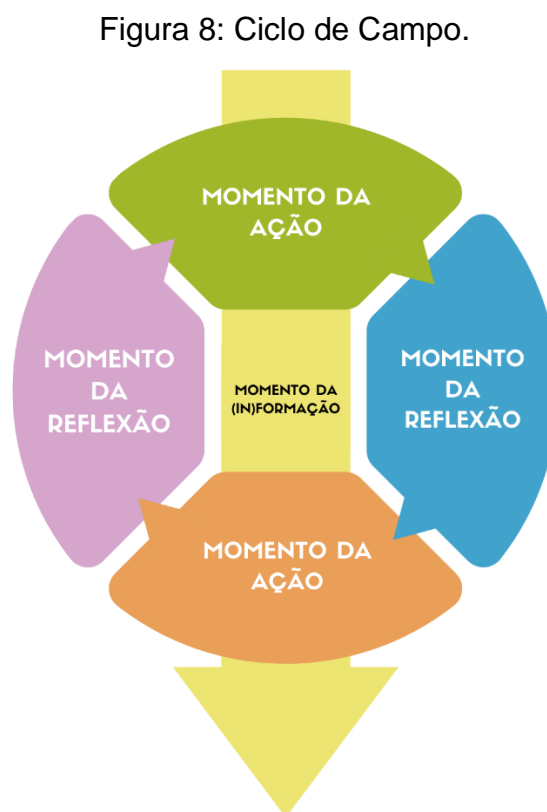 Figura 8: Ciclo de Campo.
MOMENTO DA
AÇÃO
MOMENTO
DA
REFLEXÃO
MOMENTO DA
(IN)FORMAÇÃO
MOMENTO
DA
REFLEXÃO
MOMENTO DA
AÇÃO